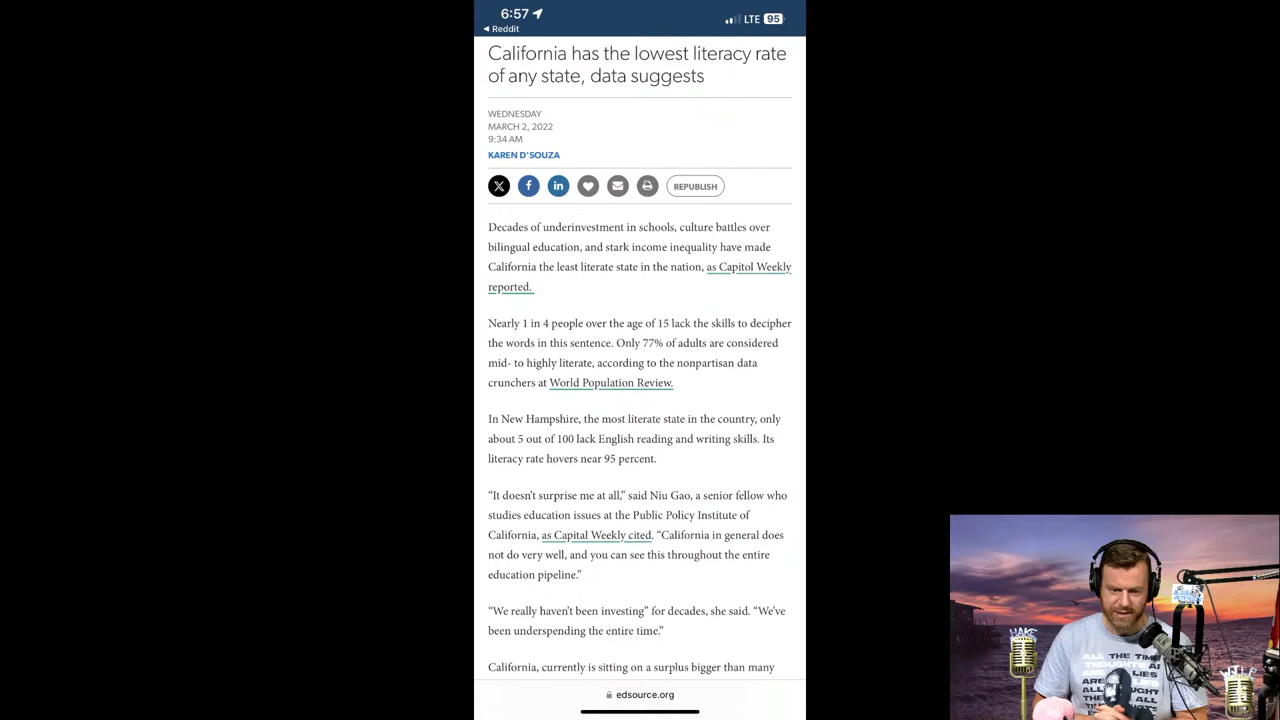 6:57
LTE 95
Reddit
California has the lowest literacy rate
of any state, data suggests
WEDNESDAY
MARCH 2, 2022
9:34 AM
KAREN D'SOUZA
REPUBLISH
Decades of underinvestment in schools, culture battles over
bilingual education, and stark income inequality have made
California the least literate state in the nation, as Capitol Weekly
reported.
Nearly 1 in 4 people over the age of 15 lack the skills to decipher
the words in this sentence. Only 77% of adults are considered
mid- to highly literate, according to the nonpartisan data
crunchers at World Population Review.
In New Hampshire, the most literate state in the country, only
about 5 out of 100 lack English reading and writing skills. Its
literacy rate hovers near 95 percent.
“It doesn’t surprise me at all,” said Niu Gao, a senior fellow who
studies education issues at the Public Policy Institute of
California, as Capital Weekly cited. “California in general does
not do very well, and you can see this throughout the entire
education pipeline.”
“We really haven’t been investing” for decades, she said. “We’ve
been underspending the entire time.”
California, currently is sitting on a surplus bigger than many
edsource.org
ALL THE TIME
THOUGHTS
ARE LIES